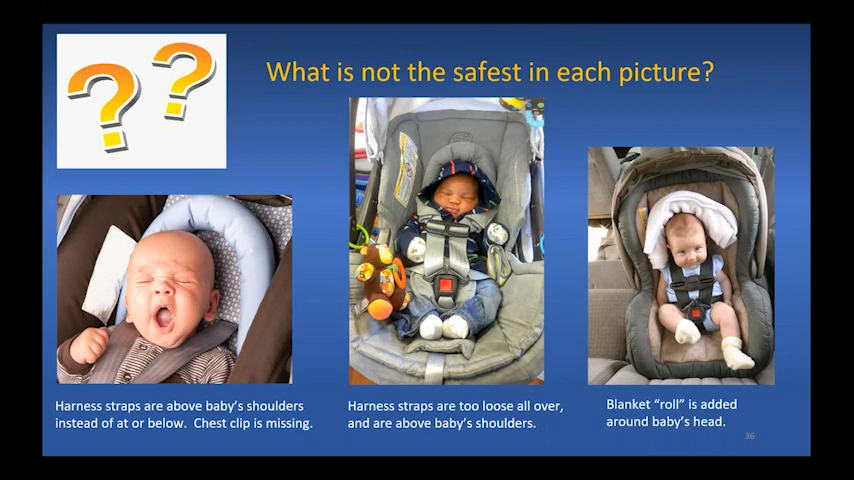 ? ?
What is not the safest in each picture?
Harness straps are above baby's shoulders
instead of at or below.  Chest clip is missing.
Harness straps are too loose all over,
and are above baby's shoulders.
Blanket "roll" is added
around baby's head.
36